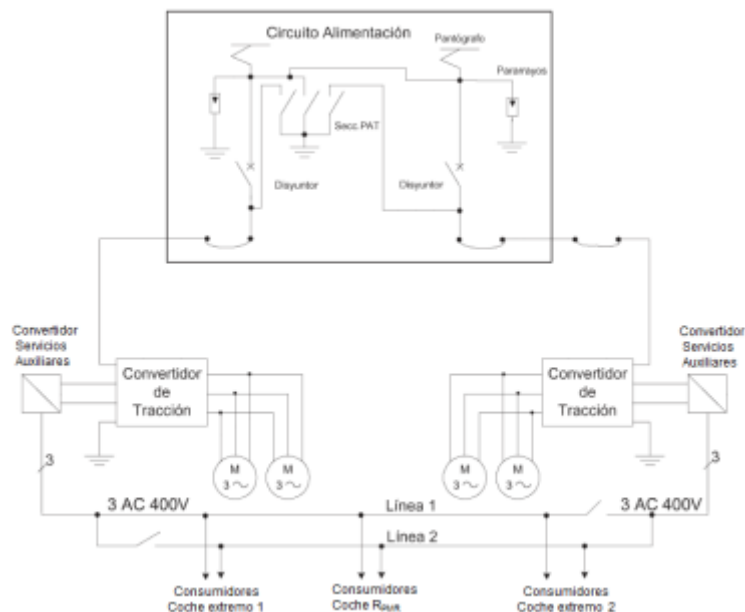 Circuito Alimentación
Pantógrafo
Pararrayos
Secc.PAT
Disyuntor
Disyuntor
Convertidor
Servicios
Auxiliares
Convertidor
Servicios
Auxiliares
Convertidor
de
Tracción
Convertidor
de
Tracción
M
3 ~
M
3 ~
M
3 ~
M
3 ~
3
3
3 AC 400V
Línea 1
3 AC 400V
Línea 2
Consumidores
Coche extremo 1
Consumidores
Coche
Consumidores
Coche extremo 2